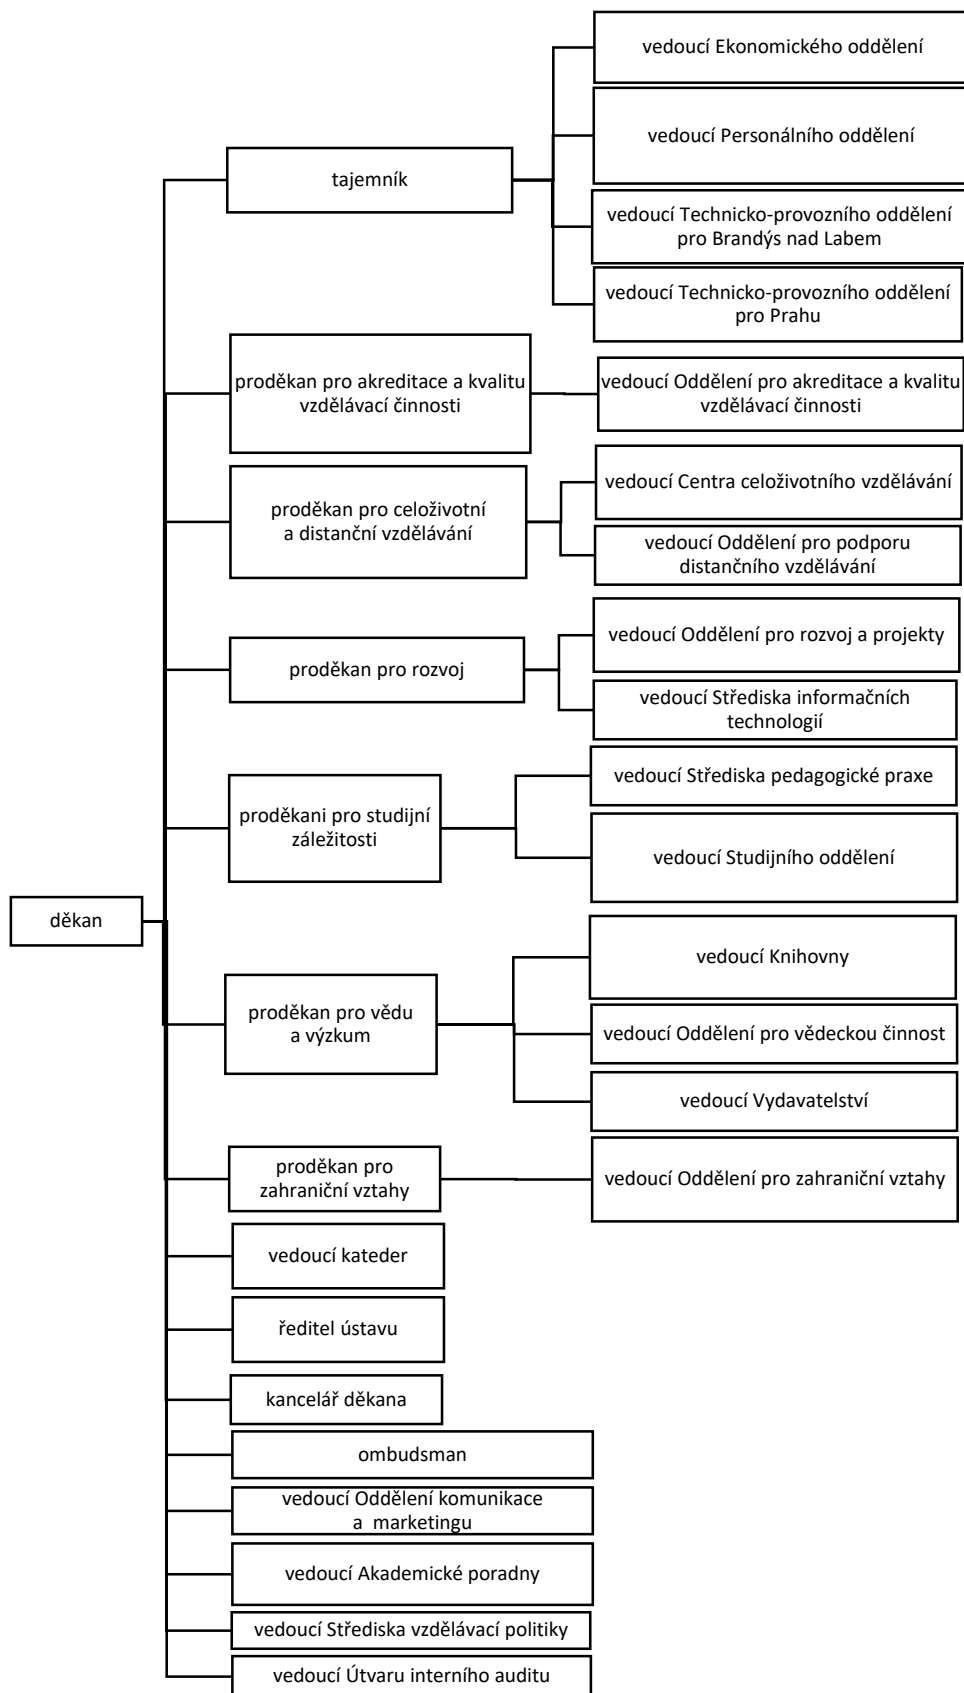 vedoucí Ekonomického oddělení
vedoucí Personálního oddělení
tajemník
vedoucí Technicko-provozního oddělení
pro Brandýs nad Labem
vedoucí Technicko-provozního oddělení
pro Prahu
proděkan pro akreditace a kvalitu
vzdělávací činnosti
vedoucí Oddělení pro akreditace a kvalitu
vzdělávací činnosti
proděkan pro celoživotní
a distanční vzdělávání
vedoucí Centra celoživotního vzdělávání
vedoucí Oddělení pro podporu
distančního vzdělávání
proděkan pro rozvoj
vedoucí Oddělení pro rozvoj a projekty
vedoucí Střediska informačních
technologií
proděkani pro studijní
záležitosti
vedoucí Střediska pedagogické praxe
vedoucí Studijního oddělení
děkan
proděkan pro vědu
a výzkum
vedoucí Knihovny
vedoucí Oddělení pro vědeckou činnost
vedoucí Vydavatelství
proděkan pro
zahraniční vztahy
vedoucí Oddělení pro zahraniční vztahy
vedoucí kateder
ředitel ústavu
kancelář děkana
ombudsman
vedoucí Oddělení komunikace
a  marketingu
vedoucí Akademické poradny
vedoucí Střediska vzdělávací politiky
vedoucí Útvaru interního auditu